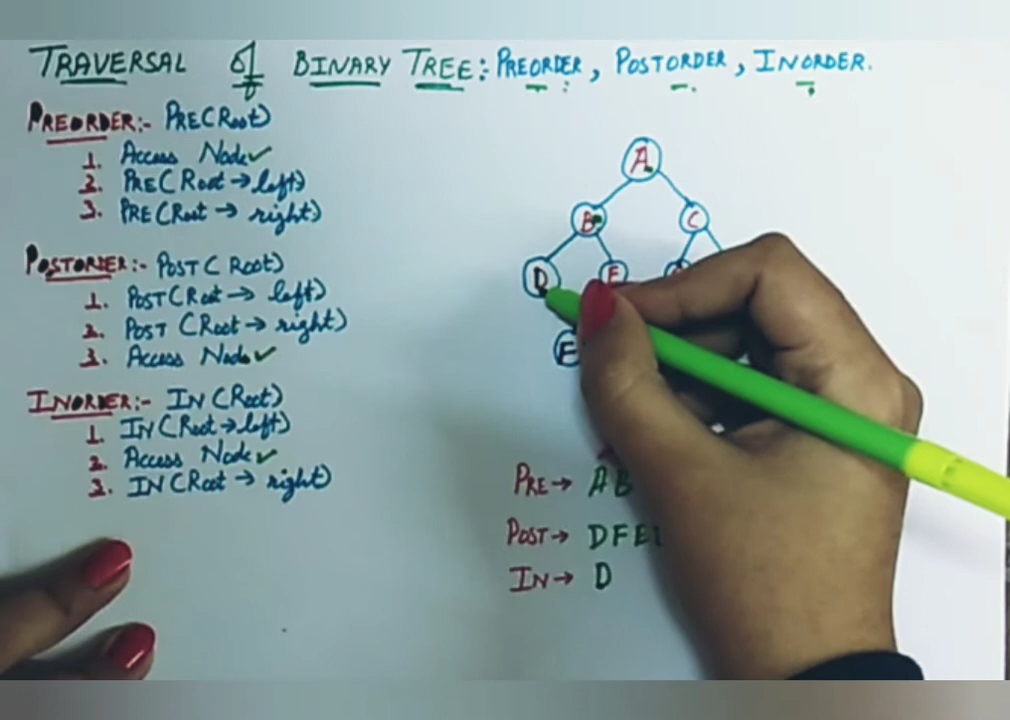 TRAVERSAL of BINARY TREE: PREORDER, POSTORDER, INORDER.
PREORDER:- PRE(Root)
1. Access Node✓
2. PRE(Root → left)
3. PRE(Root → right)
POSTORDER:- POST(Root)
1. POST(Root → left)
2. POST(Root → right)
3. Access Node✓
INORDER:- IN(Root)
1. IN(Root → left)
2. Access Node✓
3. IN(Root → right)
A
B C
D E
PRE → A B
POST → D F E
IN → D